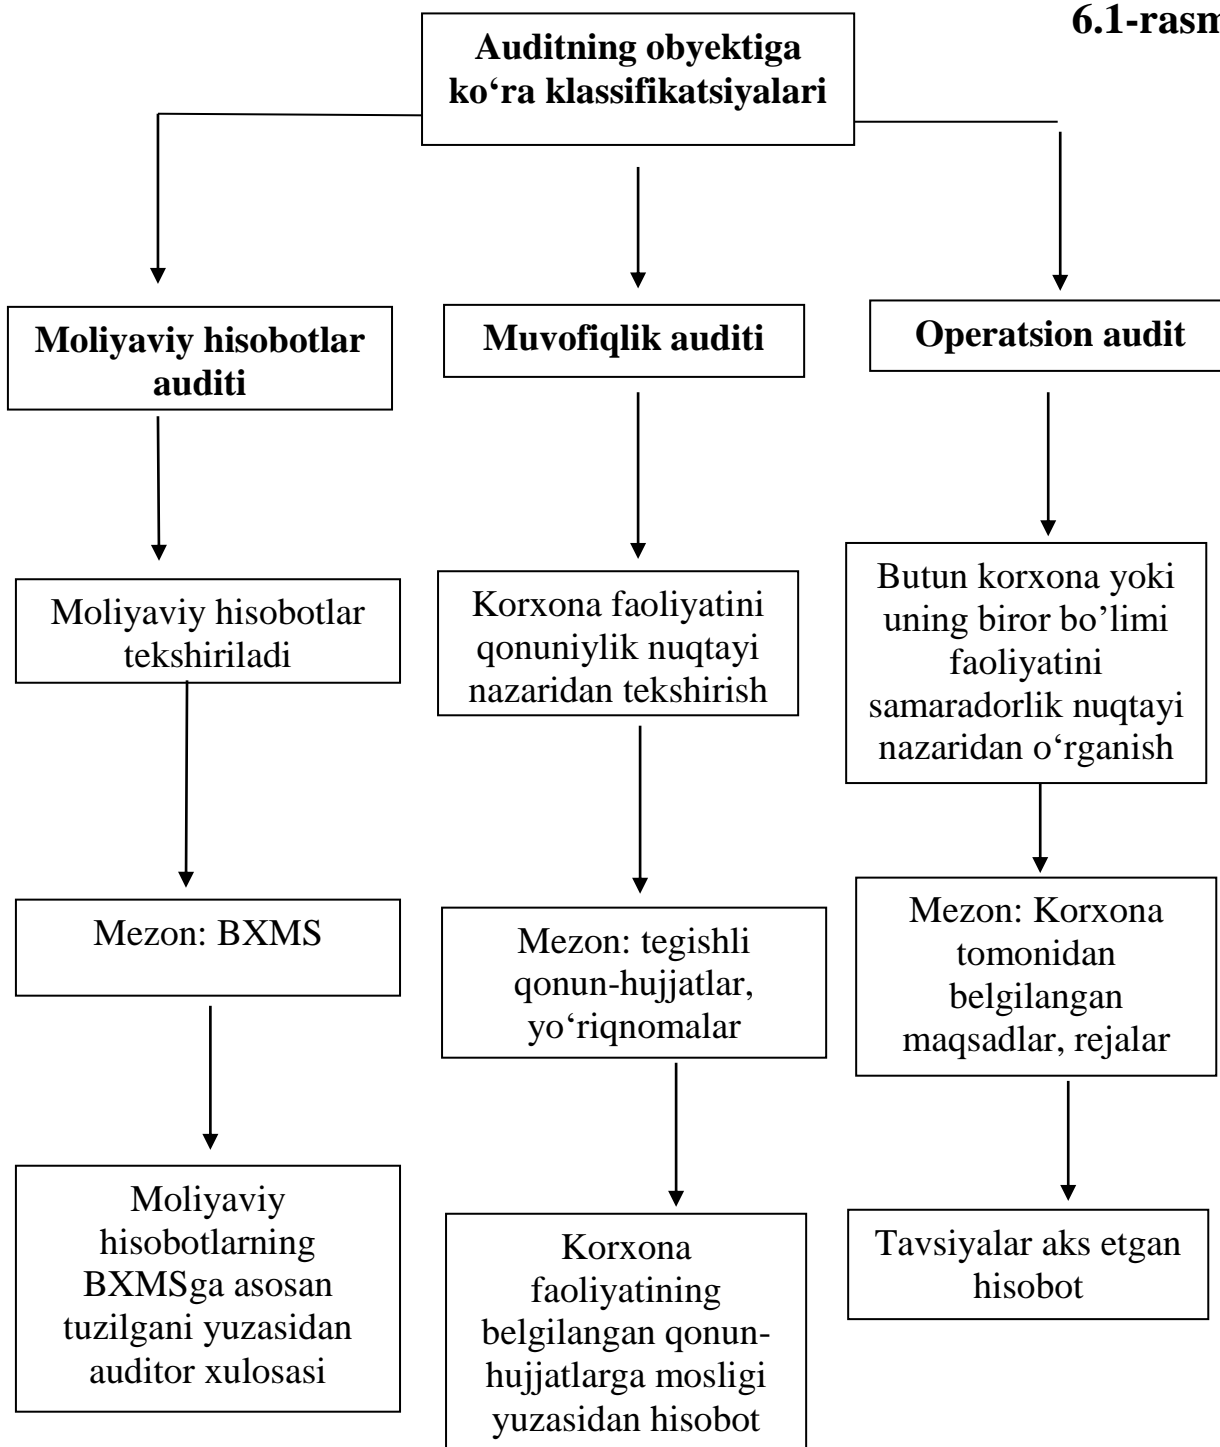 6.1-rasm
Auditning obyektiga
ko‘ra klassifikatsiyalari
Moliyaviy hisobotlar
auditi
Muvofiqlik auditi
Operatsion audit
Moliyaviy hisobotlar
tekshiriladi
Korxona faoliyatini
qonuniylik nuqtayi
nazaridan tekshirish
Butun korxona yoki
uning biror bo’limi
faoliyatini
samaradorlik nuqtayi
nazaridan o‘rganish
Mezon: BXMS
Mezon: tegishli
qonun-hujjatlar,
yo‘riqnomalar
Mezon: Korxona
tomonidan
belgilangan
maqsadlar, rejalar
Moliyaviy
hisobotlarning
BXMSga asosan
tuzilgani yuzasidan
auditor xulosasi
Korxona
faoliyatining
belgilangan qonun-
hujjatlarga mosligi
yuzasidan hisobot
Tavsiyalar aks etgan
hisobot